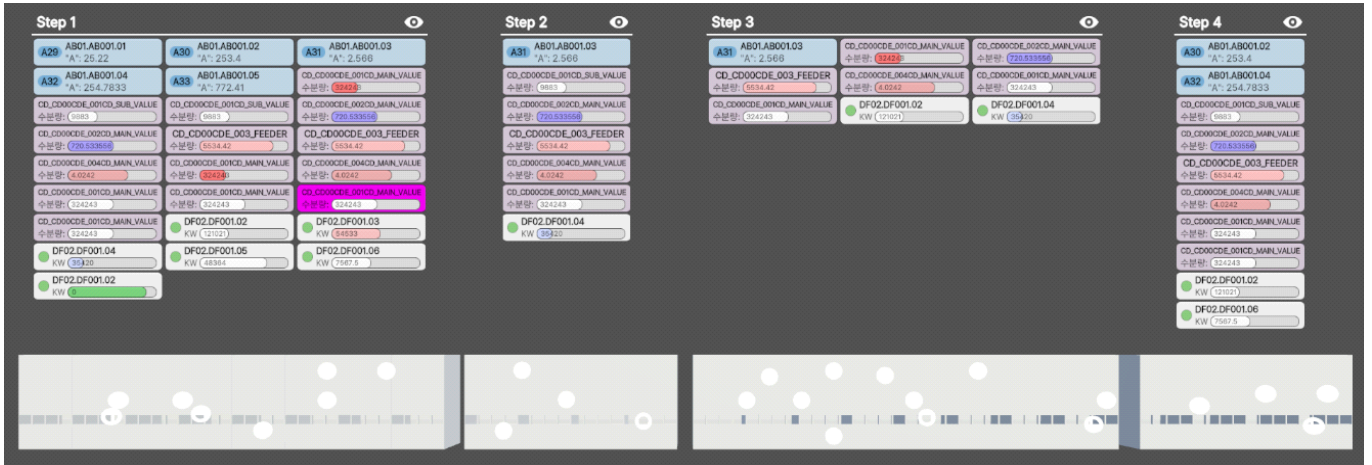 Step 1
A29 AB01.AB001.01
"A": 25.22
A30 AB01.AB001.02
"A": 253.4
A31 AB01.AB001.03
"A": 2.566
A32 AB01.AB001.04
"A": 254.7833
A33 AB01.AB001.05
"A": 772.41
CD_CD00CDE_001CD_MAIN_VALUE
수분량: 324243
CD_CD00CDE_001CD_SUB_VALUE
수분량: 9883
CD_CD00CDE_001CD_SUB_VALUE
수분량: 9883
CD_CD00CDE_002CD_MAIN_VALUE
수분량: 720.533556
CD_CD00CDE_002CD_MAIN_VALUE
수분량: 720.533556
CD_CD00CDE_003_FEEDER
수분량: 5534.42
CD_CD00CDE_003_FEEDER
수분량: 5534.42
CD_CD00CDE_004CD_MAIN_VALUE
수분량: 4.0242
CD_CD00CDE_001CD_MAIN_VALUE
수분량: 324243
CD_CD00CDE_004CD_MAIN_VALUE
수분량: 4.0242
CD_CD00CDE_001CD_MAIN_VALUE
수분량: 324243
CD_CD00CDE_001CD_MAIN_VALUE
수분량: 324243
CD_CD00CDE_001CD_MAIN_VALUE
수분량: 324243
CD_CD00CDE_001CD_MAIN_VALUE
수분량: 324243
DF02.DF001.02
KW 121021
DF02.DF001.03
KW 54533
DF02.DF001.04
KW 35420
DF02.DF001.05
KW 48364
DF02.DF001.06
KW 7567.5
DF02.DF001.02
KW 0
Step 2
A31 AB01.AB001.03
"A": 2.566
CD_CD00CDE_001CD_SUB_VALUE
수분량: 9883
CD_CD00CDE_002CD_MAIN_VALUE
수분량: 720.533556
CD_CD00CDE_003_FEEDER
수분량: 5534.42
CD_CD00CDE_004CD_MAIN_VALUE
수분량: 4.0242
CD_CD00CDE_001CD_MAIN_VALUE
수분량: 324243
DF02.DF001.04
KW 35420
Step 3
A31 AB01.AB001.03
"A": 2.566
CD_CD00CDE_001CD_MAIN_VALUE
수분량: 324243
CD_CD00CDE_002CD_MAIN_VALUE
수분량: 720.533556
CD_CD00CDE_003_FEEDER
수분량: 5534.42
CD_CD00CDE_004CD_MAIN_VALUE
수분량: 4.0242
CD_CD00CDE_001CD_MAIN_VALUE
수분량: 324243
CD_CD00CDE_001CD_MAIN_VALUE
수분량: 324243
DF02.DF001.02
KW 121021
DF02.DF001.04
KW 35420
Step 4
A30 AB01.AB001.02
"A": 253.4
A32 AB01.AB001.04
"A": 254.7833
CD_CD00CDE_001CD_SUB_VALUE
수분량: 9883
CD_CD00CDE_002CD_MAIN_VALUE
수분량: 720.533556
CD_CD00CDE_003_FEEDER
수분량: 5534.42
CD_CD00CDE_004CD_MAIN_VALUE
수분량: 4.0242
CD_CD00CDE_001CD_MAIN_VALUE
수분량: 324243
CD_CD00CDE_001CD_MAIN_VALUE
수분량: 324243
DF02.DF001.02
KW 121021
DF02.DF001.06
KW 7567.5